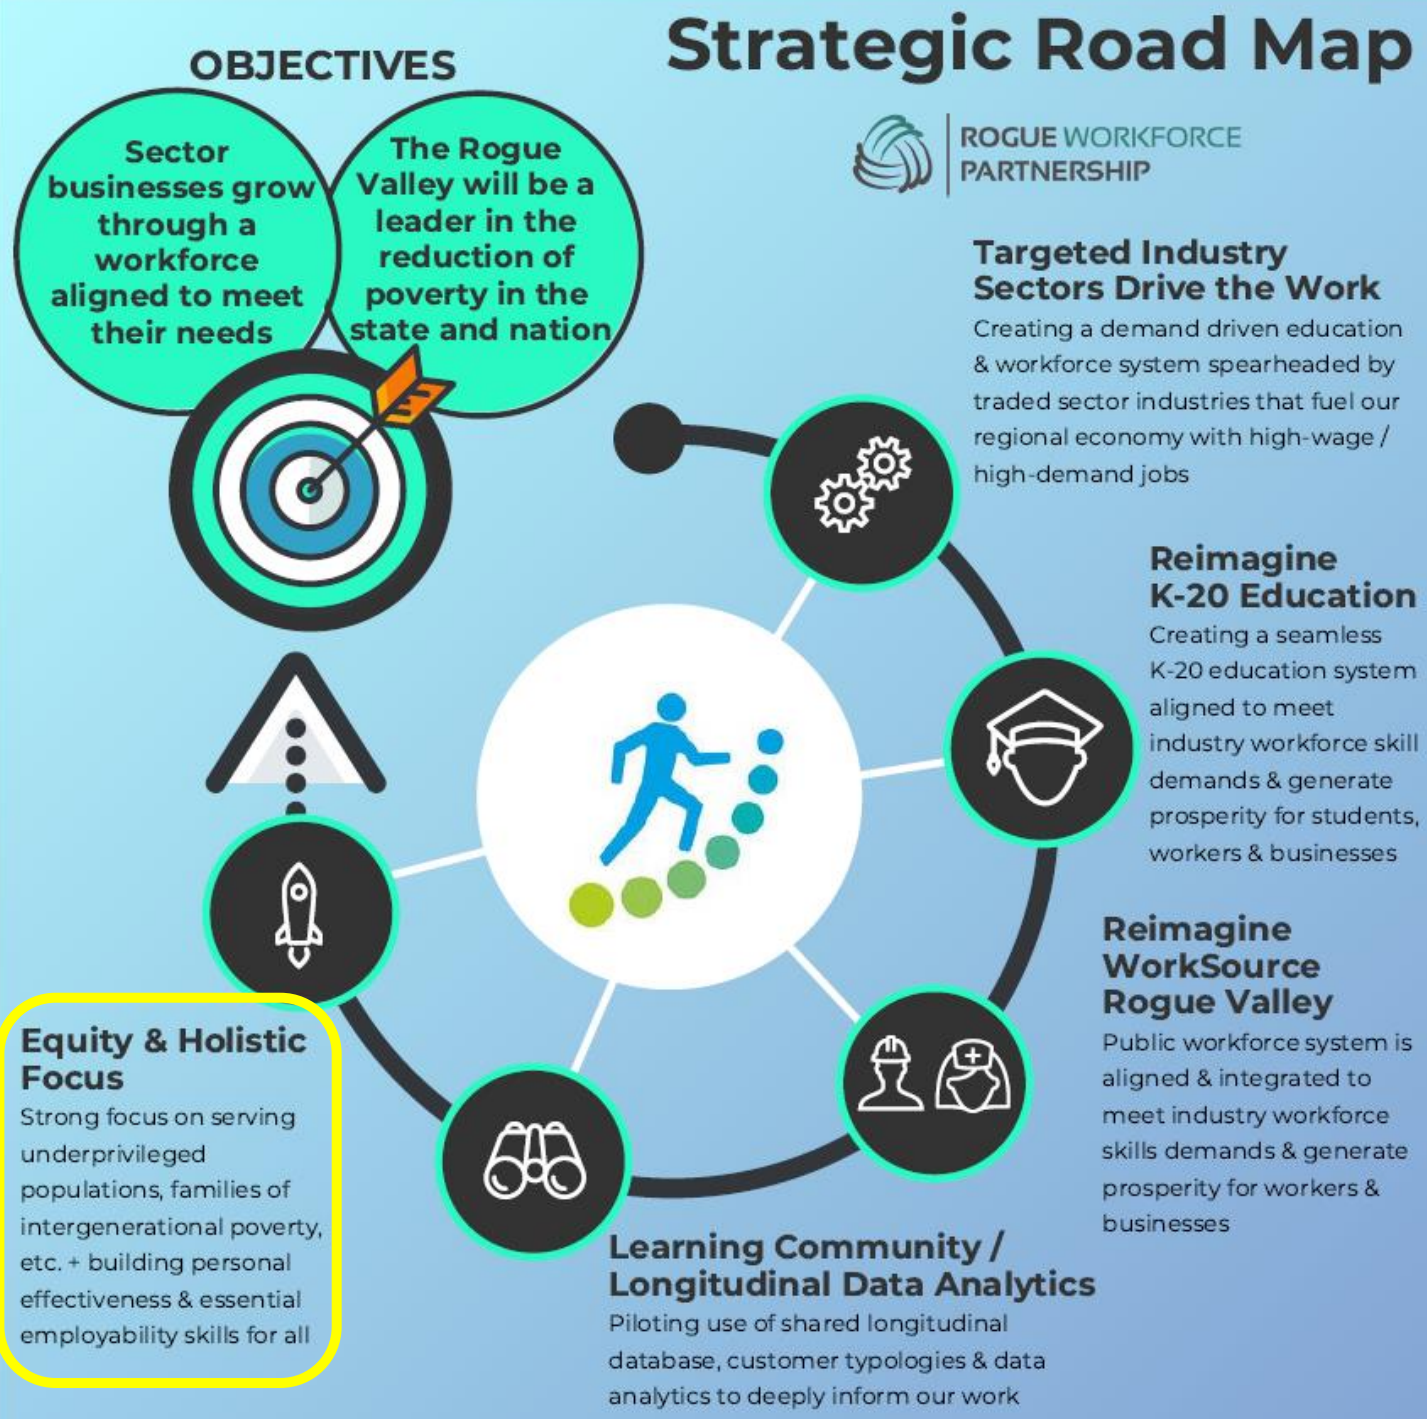 Strategic Road Map
ROGUE WORKFORCE
PARTNERSHIP
OBJECTIVES
Sector
businesses grow
through a
workforce
aligned to meet
their needs
The Rogue
Valley will be a
leader in the
reduction of
poverty in the
state and nation
Targeted Industry
Sectors Drive the Work
Creating a demand driven education
& workforce system spearheaded by
traded sector industries that fuel our
regional economy with high-wage /
high-demand jobs
Reimagine
K-20 Education
Creating a seamless
K-20 education system
aligned to meet
industry workforce skill
demands & generate
prosperity for students,
workers & businesses
Reimagine
WorkSource
Rogue Valley
Public workforce system is
aligned & integrated to
meet industry workforce
skills demands & generate
prosperity for workers &
businesses
Learning Community /
Longitudinal Data Analytics
Piloting use of shared longitudinal
database, customer typologies & data
analytics to deeply inform our work
Equity & Holistic
Focus
Strong focus on serving
underprivileged
populations, families of
intergenerational poverty,
etc. + building personal
effectiveness & essential
employability skills for all